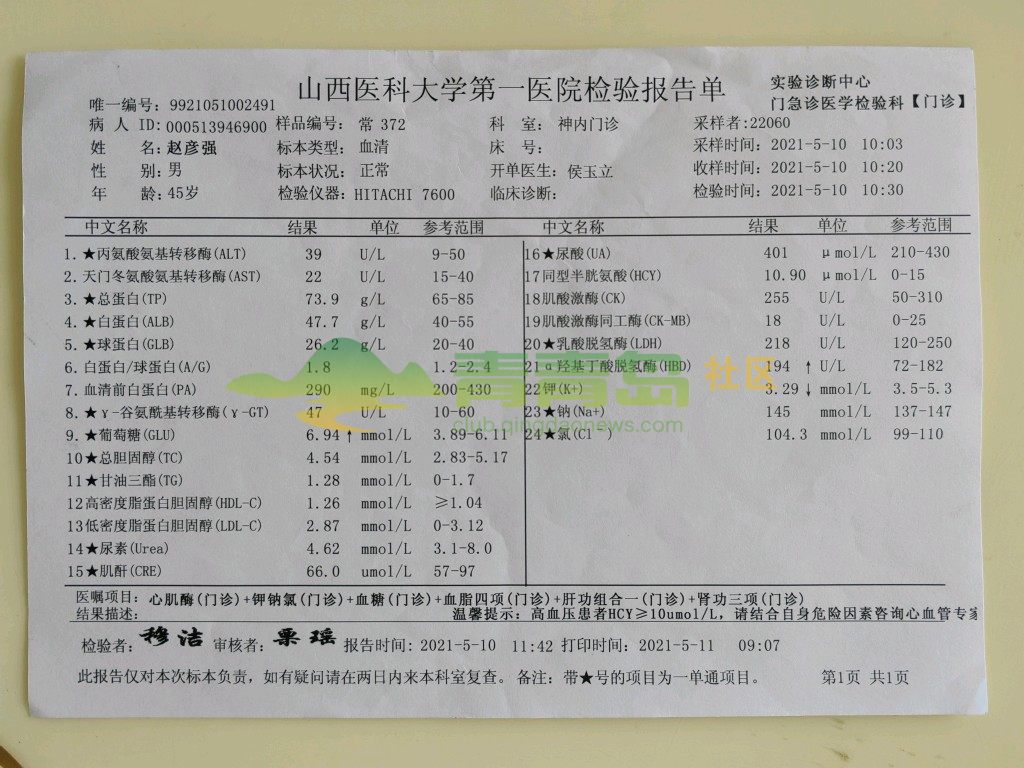 山西医科大学第一医院检验报告单
实验诊断中心
门急诊医学检验科【门诊】
唯一编号: 9921051002491
病 人 ID: 000513946900 样品编号: 常 372 科 室: 神内门诊 采样者:22060
姓 名: 赵彦强 标本类型: 血清 床 号: 采样时间: 2021-5-10 10:03
性 别: 男 标本状况: 正常 开单医生: 侯玉立 收样时间: 2021-5-10 10:20
年 龄: 45岁 检验仪器: HITACHI 7600 临床诊断: 检验时间: 2021-5-10 10:30
中文名称 结果 单位 参考范围 中文名称 结果 单位 参考范围
1. ★丙氨酸氨基转移酶(ALT) 39 U/L 9-50 16★尿酸(UA) 401 μmol/L 210-430
2. 天门冬氨酸氨基转移酶(AST) 22 U/L 15-40 17同型半胱氨酸(HCY) 10.90 μmol/L 0-15
3. ★总蛋白(TP) 73.9 g/L 65-85 18肌酸激酶(CK) 255 U/L 50-310
4. ★白蛋白(ALB) 47.7 g/L 40-55 19肌酸激酶同工酶(CK-MB) 18 U/L 0-25
5. ★球蛋白(GLB) 26.2 g/L 20-40 20★乳酸脱氢酶(LDH) 218 U/L 120-250
6. 白蛋白/球蛋白(A/G) 1.8 1.2-2.4 21α羟基丁酸脱氢酶(HBD) 194 ↑ U/L 72-182
7. 血清前白蛋白(PA) 290 mg/L 200-430 22钾(K+) 3.29 ↓ mmol/L 3.5-5.3
8. ★γ-谷氨酰基转移酶(γ-GT) 47 U/L 10-60 23★钠(Na+) 145 mmol/L 137-147
9. ★葡萄糖(GLU) 6.94 ↑ mmol/L 3.89-6.11 24★氯(Cl ) 104.3 mmol/L 99-110
10★总胆固醇(TC) 4.54 mmol/L 2.83-5.17
11★甘油三酯(TG) 1.28 mmol/L 0-1.7
12高密度脂蛋白胆固醇(HDL-C) 1.26 mmol/L ≥1.04
13低密度脂蛋白胆固醇(LDL-C) 2.87 mmol/L 0-3.12
14★尿素(Urea) 4.62 mmol/L 3.1-8.0
15★肌酐(CRE) 66.0 umol/L 57-97
青青岛 社区
club.qingdaonews.com
医嘱项目: 心肌酶(门诊)+钾钠氯(门诊)+血糖(门诊)+血脂四项(门诊)+肝功组合一(门诊)+肾功三项(门诊)
结果描述: 温馨提示: 高血压患者HCY≥10umol/L, 请结合自身危险因素咨询心血管专家
检验者: 穆洁 审核者: 栗瑶 报告时间: 2021-5-10 11:42 打印时间: 2021-5-11 09:07
此报告仅对本次标本负责, 如有疑问请在两日内来本科室复查。 备注: 带★号的项目为一单通项目。 第1页 共1页